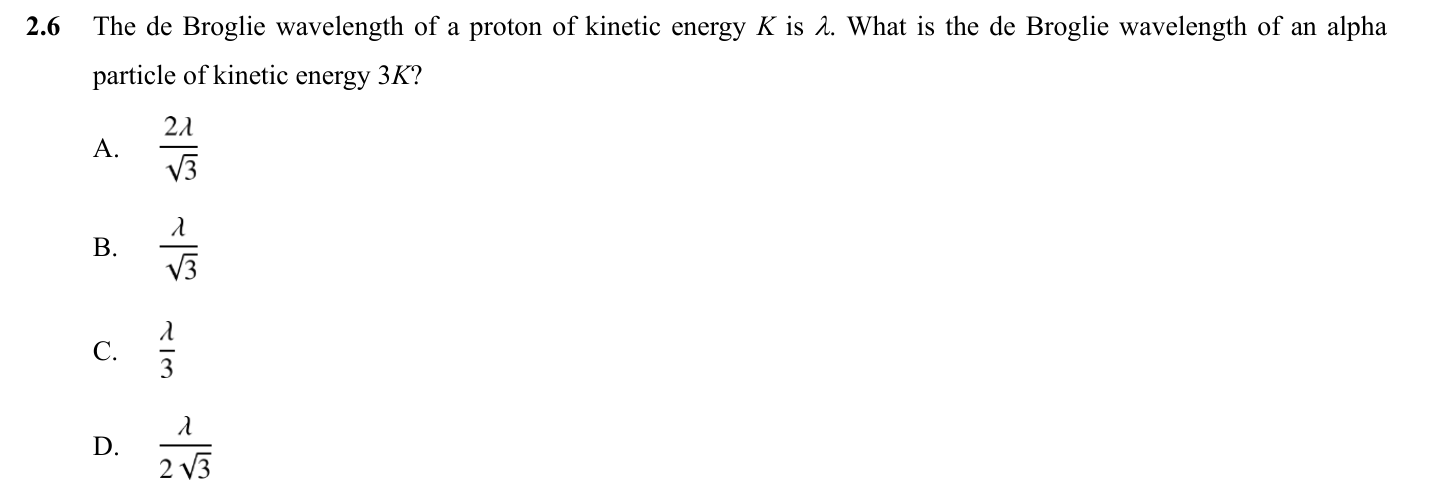 2.6 The de Broglie wavelength of a proton of kinetic energy K is λ. What is the de Broglie wavelength of an alpha
particle of kinetic energy 3K?
A. 2λ/√3
B. λ/√3
C. λ/3
D. λ/2√3